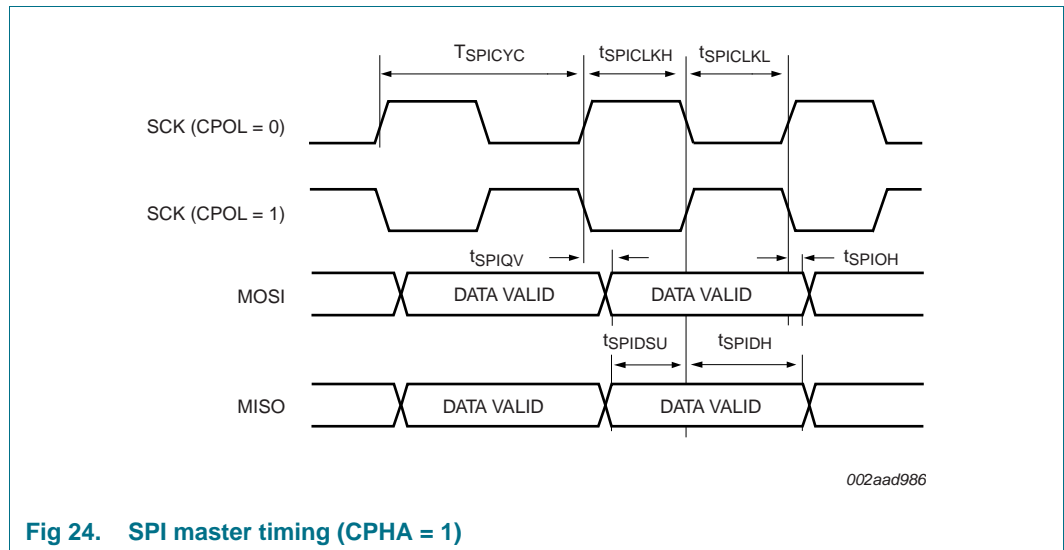 TSPICYC tSPICLKH tSPICLKL
SCK (CPOL = 0)
SCK (CPOL = 1)
tSPIQV tSPIOH
MOSI DATA VALID DATA VALID
tSPIDSU tSPIDH
MISO DATA VALID DATA VALID
002aad986
Fig 24. SPI master timing (CPHA = 1)